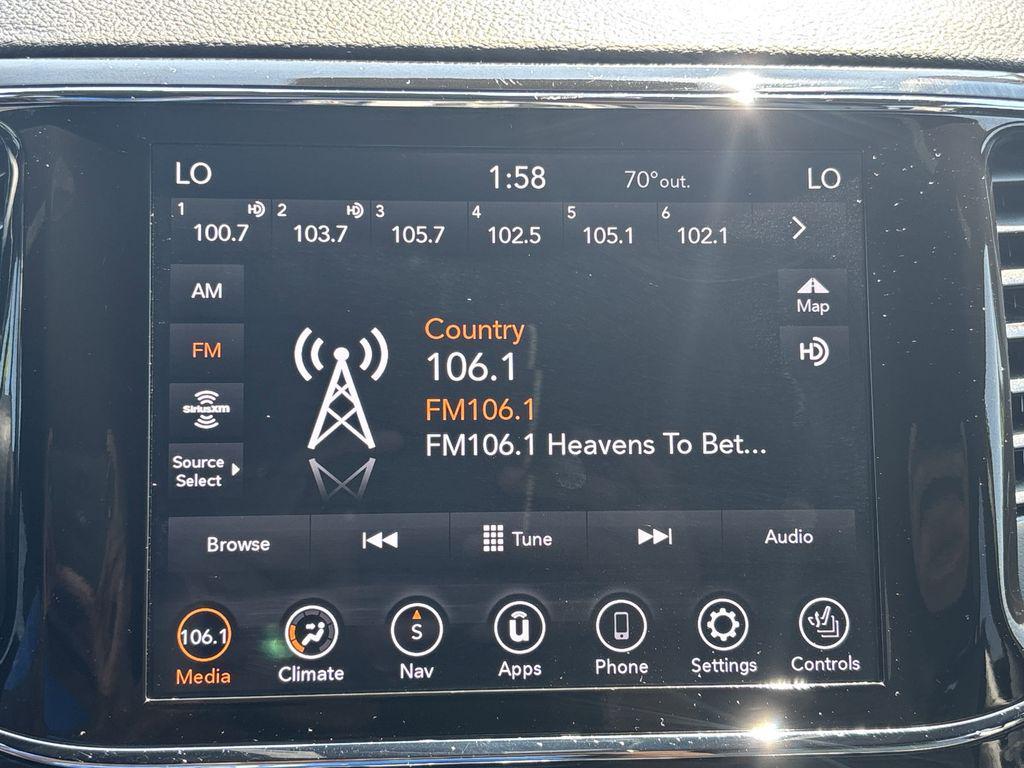 LO 1:58 70°out. LO
1 HD 2 HD 3 4 5 6
100.7 103.7 105.7 102.5 105.1 102.1
AM
FM
SiriusXM
Source
Select
Country
106.1
FM106.1
FM106.1 Heavens To Bet...
Map
HD
Browse Tune Audio
106.1 S u
Media Climate Nav Apps Phone Settings Controls